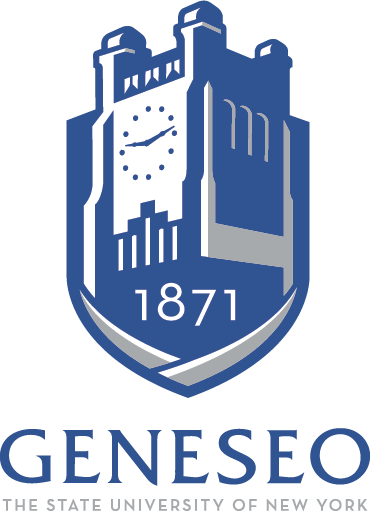 1871
GENESEO
THE STATE UNIVERSITY OF NEW YORK